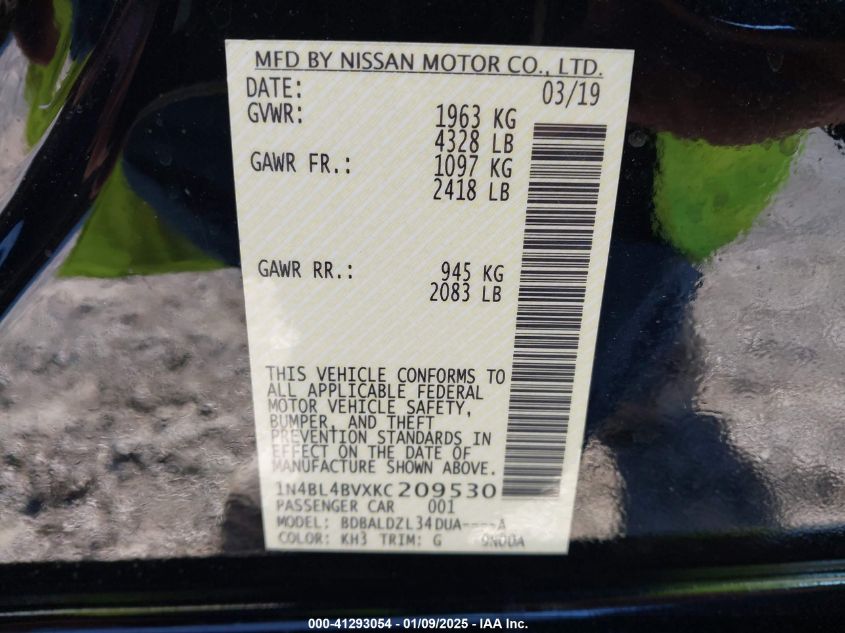 MFD BY NISSAN MOTOR CO., LTD.
DATE: 03/19
GVWR: 1963 KG
4328 LB
GAWR FR.: 1097 KG
2418 LB
GAWR RR.: 945 KG
2083 LB
THIS VEHICLE CONFORMS TO
ALL APPLICABLE FEDERAL
MOTOR VEHICLE SAFETY,
BUMPER, AND THEFT
PREVENTION STANDARDS IN
EFFECT ON THE DATE OF
MANUFACTURE SHOWN ABOVE.
1N4BL4BVXKC209530
PASSENGER CAR 001
MODEL: BDBALDZL34DUA----A
COLOR: KH3 TRIM: G
000-41293054 / 01/09/2025 - IAA Inc.